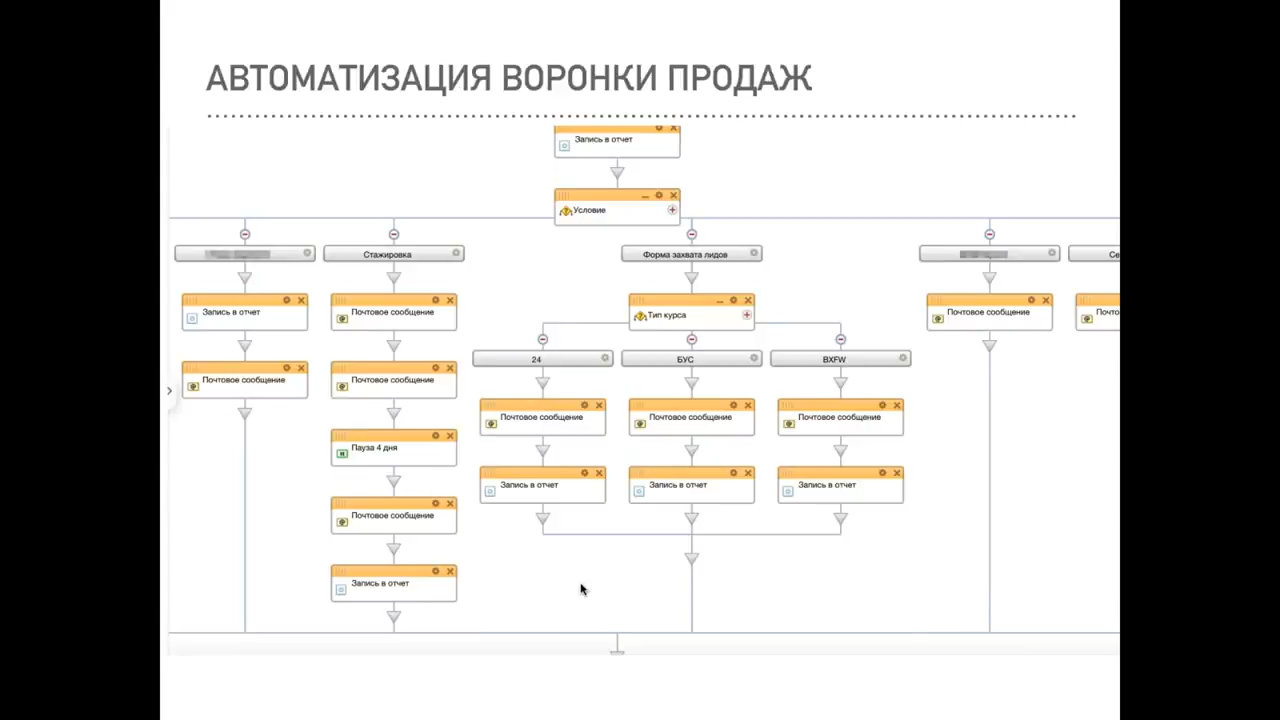 АВТОМАТИЗАЦИЯ ВОРОНКИ ПРОДАЖ
Запись в отчет
Условие
Стажировка
Форма захвата лидов
Запись в отчет
Почтовое сообщение
Тип курса
Почтовое сообщение
24
БУС
BXFW
Почтовое сообщение
Почтовое сообщение
Почтовое сообщение
Почтовое сообщение
Почтовое сообщение
Пауза 4 дня
Запись в отчет
Запись в отчет
Запись в отчет
Почтовое сообщение
Запись в отчет